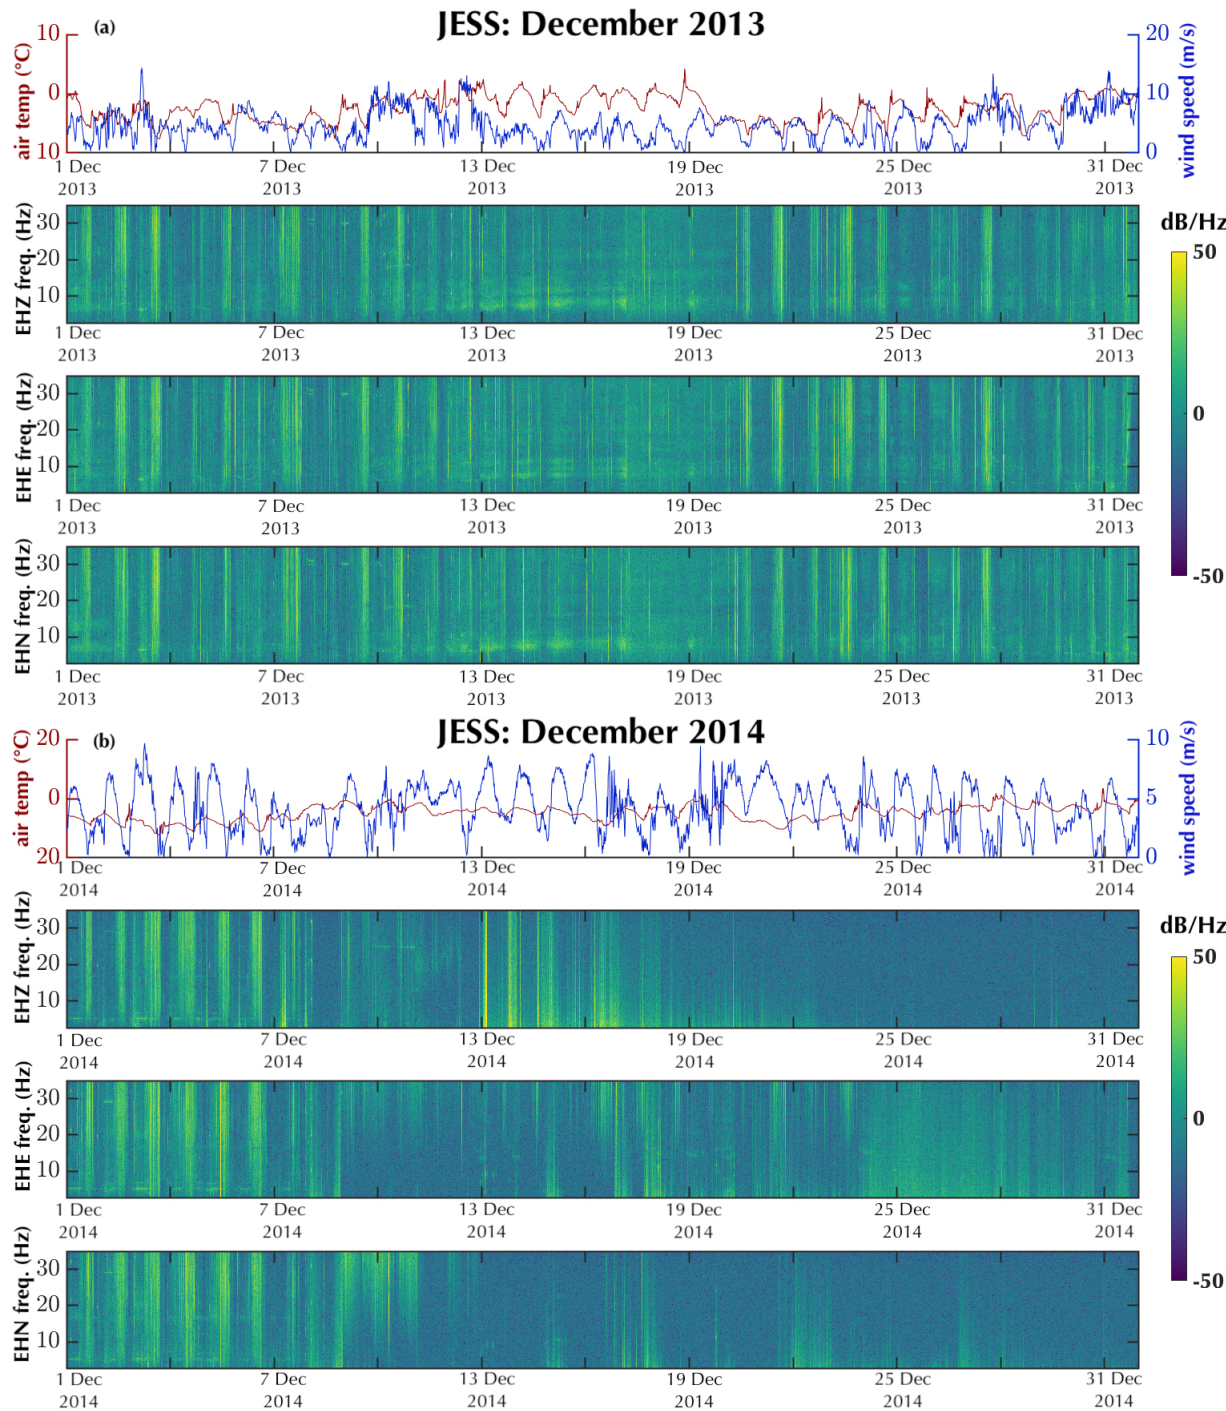 JESS: December 2013
(a)
10
0
10
air temp (°C)
20
10
0
wind speed (m/s)
1 Dec 7 Dec 13 Dec 19 Dec 25 Dec 31 Dec
2013 2013 2013 2013 2013 2013
EHZ freq. (Hz)
30
20
10
1 Dec 7 Dec 13 Dec 19 Dec 25 Dec 31 Dec
2013 2013 2013 2013 2013 2013
EHE freq. (Hz)
30
20
10
1 Dec 7 Dec 13 Dec 19 Dec 25 Dec 31 Dec
2013 2013 2013 2013 2013 2013
EHN freq. (Hz)
30
20
10
1 Dec 7 Dec 13 Dec 19 Dec 25 Dec 31 Dec
2013 2013 2013 2013 2013 2013
dB/Hz
50
0
-50
JESS: December 2014
(b)
20
0
20
air temp (°C)
10
5
0
wind speed (m/s)
1 Dec 7 Dec 13 Dec 19 Dec 25 Dec 31 Dec
2014 2014 2014 2014 2014 2014
EHZ freq. (Hz)
30
20
10
1 Dec 7 Dec 13 Dec 19 Dec 25 Dec 31 Dec
2014 2014 2014 2014 2014 2014
EHE freq. (Hz)
30
20
10
1 Dec 7 Dec 13 Dec 19 Dec 25 Dec 31 Dec
2014 2014 2014 2014 2014 2014
EHN freq. (Hz)
30
20
10
1 Dec 7 Dec 13 Dec 19 Dec 25 Dec 31 Dec
2014 2014 2014 2014 2014 2014
dB/Hz
50
0
-50